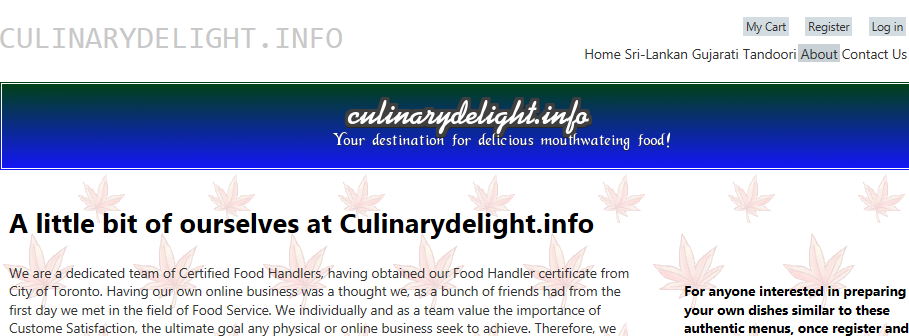 CULINARYDELIGHT.INFO
My Cart Register Log in
Home Sri-Lankan Gujarati Tandoori About Contact Us
culinarydelight.info
Your destination for delicious mouthwateing food!
A little bit of ourselves at Culinarydelight.info
We are a dedicated team of Certified Food Handlers, having obtained our Food Handler certificate from
City of Toronto. Having our own online business was a thought we, as a bunch of friends had from the
first day we met in the field of Food Service. We individually and as a team value the importance of
Custome Satisfaction, the ultimate goal any physical or online business seek to achieve. Therefore, we
For anyone interested in preparing
your own dishes similar to these
authentic menus, once register and